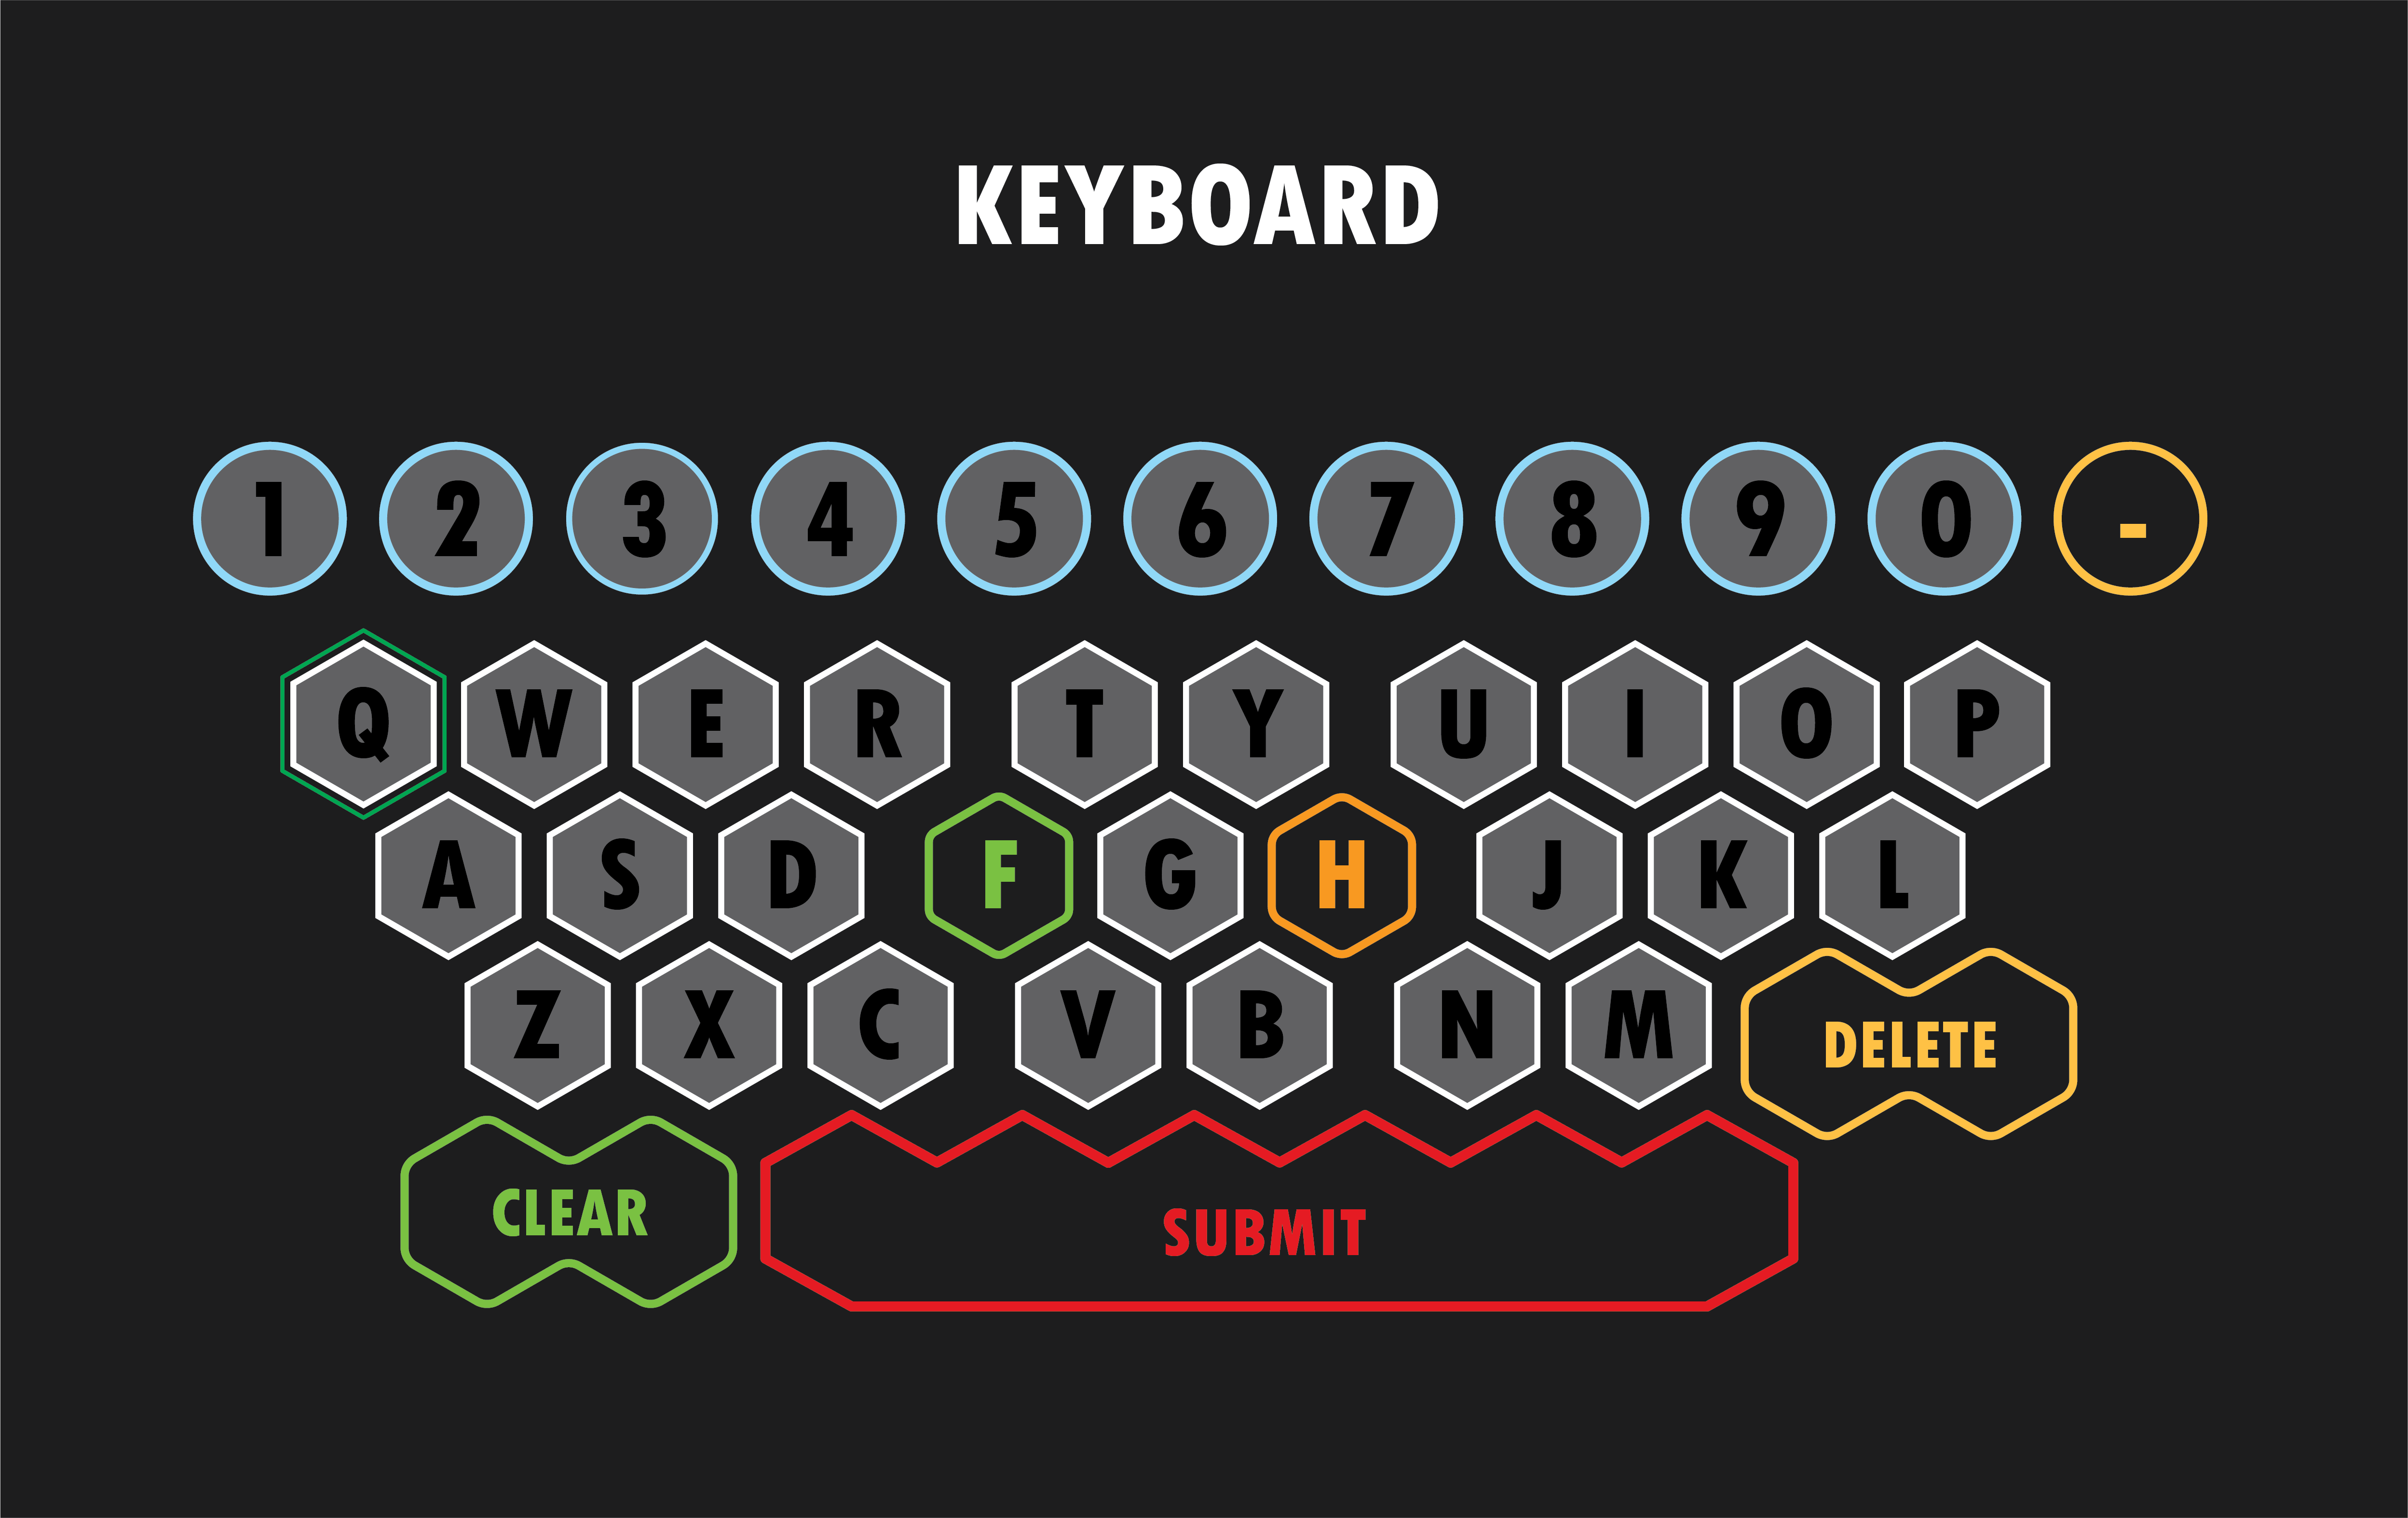 KEYBOARD
1 2 3 4 5 6 7 8 9 0 -
Q W E R T Y U I O P
A S D F G H J K L
Z X C V B N M DELETE
CLEAR SUBMIT